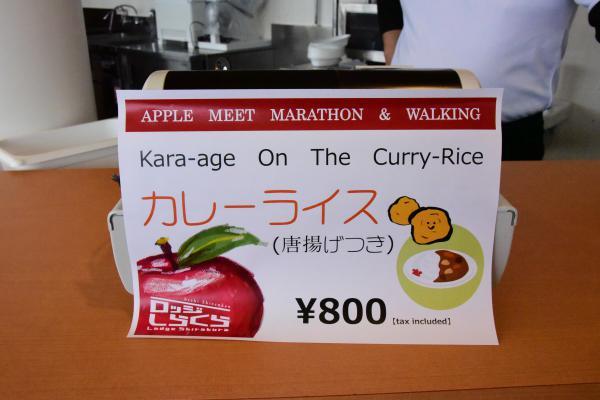 APPLE MEET MARATHON & WALKING
Kara-age On The Curry-Rice
カレーライス
(唐揚げつき)
¥800 [tax included]
ロッジ
しらくら
Lodge Shirakura